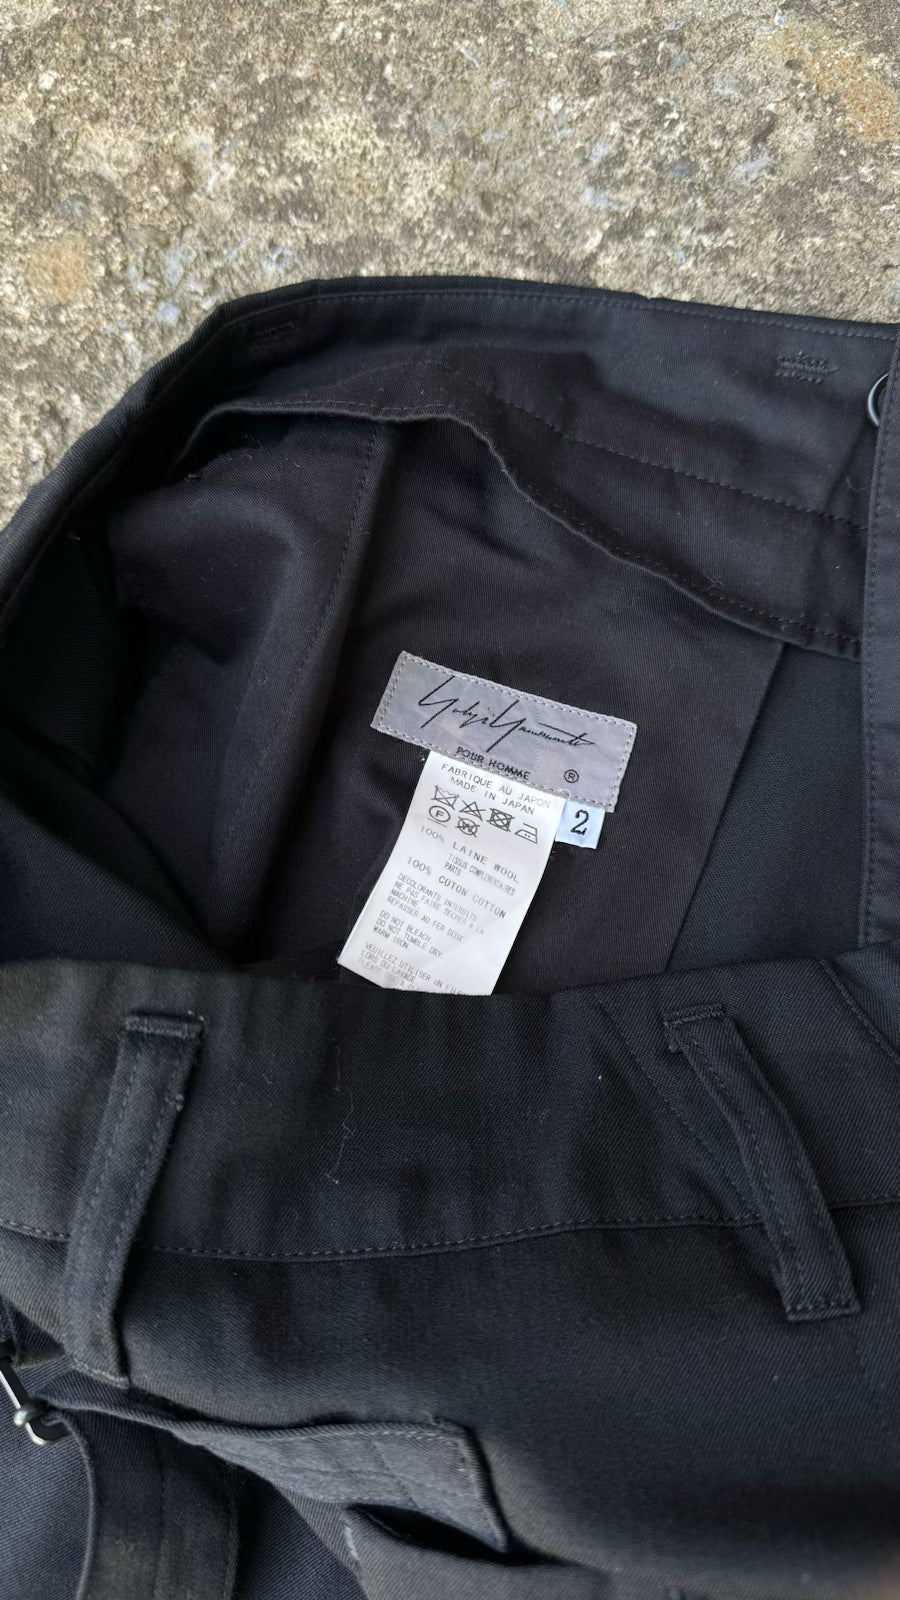 Yohji Yamamoto
POUR HOMME ®
FABRIQUE AU JAPON
MADE IN JAPAN
2
F W
100% LAINE WOOL
TISSUS COMPLEMENTAIRES
PARTS
100% COTON COTTON
DECOLORANTS INTERDITS
NE PAS FAIRE SECHER A LA
MACHINE
REPASSER AU FER DOUX
DO NOT BLEACH.
DO NOT TUMBLE DRY.
WARM IRON.
VEUILLEZ UTILISER UN
LORS DU LAVAGE